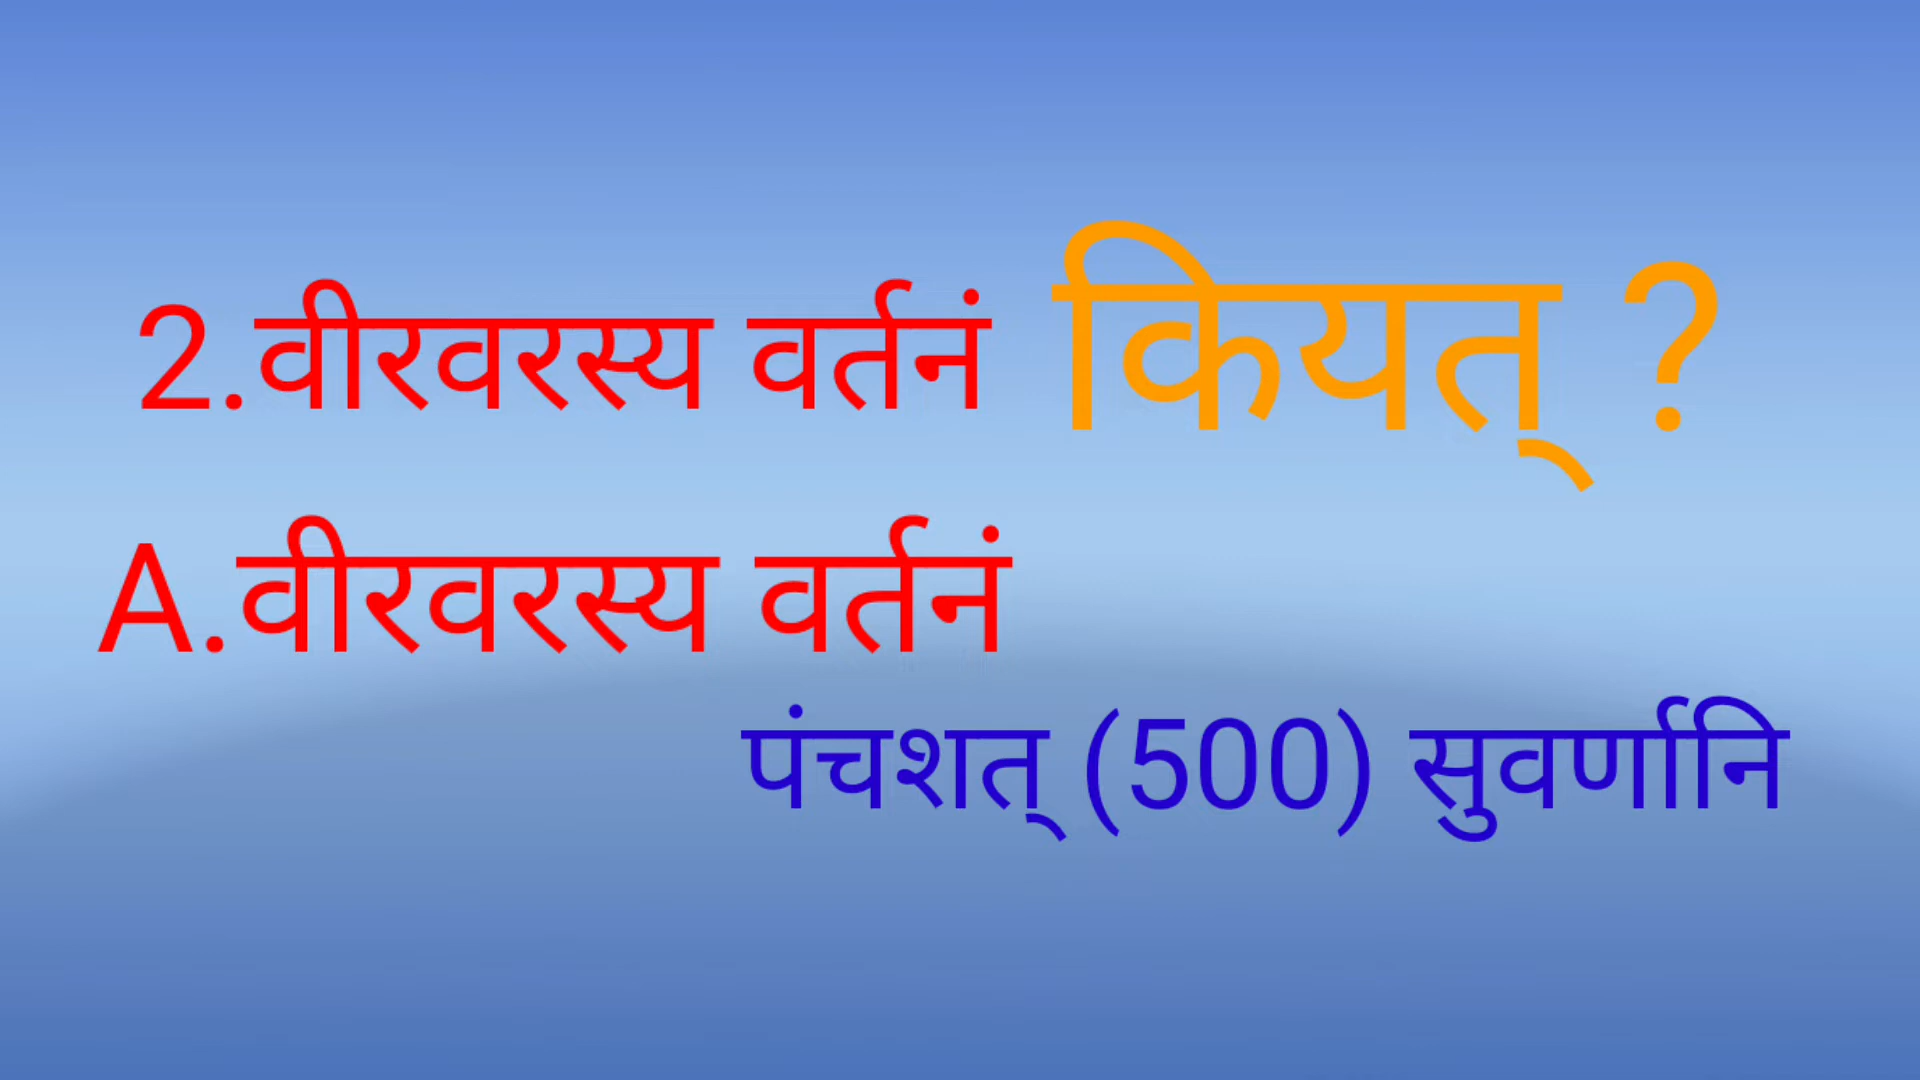 2.वीरवरस्य वर्तनं कियत् ?
A.वीरवरस्य वर्तनं
पंचशत् (500) सुवर्णानि